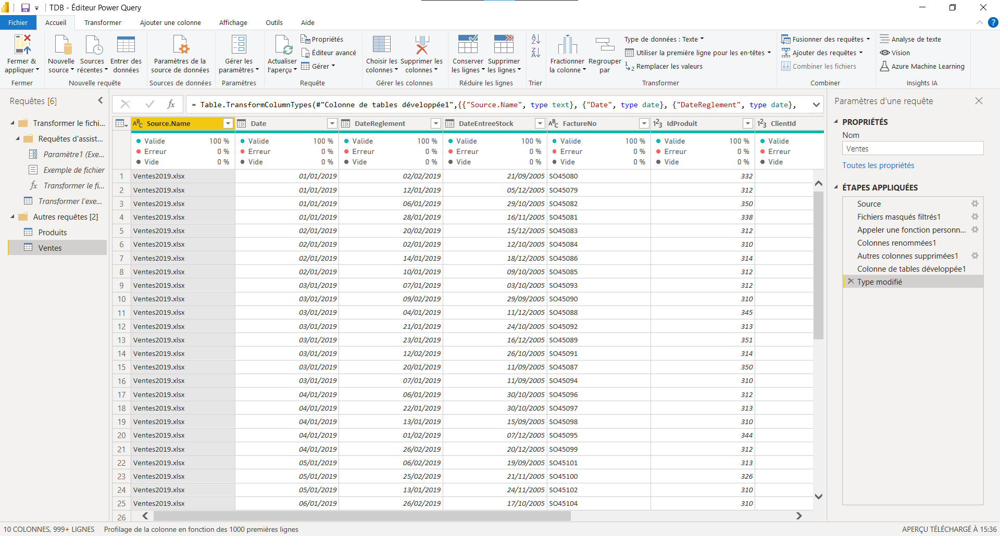 TDB - Éditeur Power Query
Fichier Accueil Transformer Ajouter une colonne Affichage Outils Aide
Fermer & appliquer
Fermer
Nouvelle source
Sources récentes
Entrer des données
Nouvelle requête
Paramètres de la source de données
Sources de données
Gérer les paramètres
Paramètres
Actualiser l'aperçu
Propriétés
Éditeur avancé
Gérer
Requête
Choisir les colonnes
Supprimer les colonnes
Gérer les colonnes
Conserver les lignes
Supprimer les lignes
Réduire les lignes
Trier
Fractionner la colonne
Regrouper par
Type de données : Texte
Utiliser la première ligne pour les en-têtes
Remplacer les valeurs
Transformer
Fusionner des requêtes
Ajouter des requêtes
Combiner les fichiers
Combiner
Analyse de texte
Vision
Azure Machine Learning
Insights IA
Requêtes [6]
Transformer le fichi...
Requêtes d'assist...
Paramètre1 (Exe...
Exemple de fichier
Transformer le fi...
Transformer l'exe...
Autres requêtes [2]
Produits
Ventes
fx = Table.TransformColumnTypes(#"Colonne de tables développée1",{{"Source.Name", type text}, {"Date", type date}, {"DateReglement", type date},
Source.Name Date DateReglement DateEntreeStock FactureNo IdProduit ClientId
Valide 100 % Valide 100 % Valide 100 % Valide 100 % Valide 100 % Valide 100 % Valide
Erreur 0 % Erreur 0 % Erreur 0 % Erreur 0 % Erreur 0 % Erreur 0 % Erreur
Vide 0 % Vide 0 % Vide 0 % Vide 0 % Vide 0 % Vide 0 % Vide
1 Ventes2019.xlsx 01/01/2019 02/02/2019 21/09/2005 SO45080 332
2 Ventes2019.xlsx 01/01/2019 12/01/2019 05/12/2005 SO45079 312
3 Ventes2019.xlsx 01/01/2019 06/01/2019 29/10/2005 SO45082 350
4 Ventes2019.xlsx 01/01/2019 28/01/2019 16/11/2005 SO45081 338
5 Ventes2019.xlsx 02/01/2019 20/02/2019 15/12/2005 SO45083 312
6 Ventes2019.xlsx 02/01/2019 02/01/2019 12/10/2005 SO45084 310
7 Ventes2019.xlsx 02/01/2019 14/01/2019 18/12/2005 SO45086 314
8 Ventes2019.xlsx 02/01/2019 10/01/2019 09/10/2005 SO45085 312
9 Ventes2019.xlsx 03/01/2019 07/01/2019 03/10/2005 SO45093 312
10 Ventes2019.xlsx 03/01/2019 09/02/2019 29/09/2005 SO45090 310
11 Ventes2019.xlsx 03/01/2019 04/01/2019 11/12/2005 SO45088 345
12 Ventes2019.xlsx 03/01/2019 21/01/2019 24/10/2005 SO45092 313
13 Ventes2019.xlsx 03/01/2019 23/01/2019 16/12/2005 SO45089 351
14 Ventes2019.xlsx 03/01/2019 12/02/2019 26/10/2005 SO45091 314
15 Ventes2019.xlsx 03/01/2019 20/01/2019 11/09/2005 SO45087 350
16 Ventes2019.xlsx 03/01/2019 07/01/2019 11/09/2005 SO45094 310
17 Ventes2019.xlsx 04/01/2019 06/01/2019 30/10/2005 SO45096 312
18 Ventes2019.xlsx 04/01/2019 22/01/2019 30/10/2005 SO45097 313
19 Ventes2019.xlsx 04/01/2019 13/01/2019 15/09/2005 SO45098 310
20 Ventes2019.xlsx 04/01/2019 01/02/2019 07/12/2005 SO45095 344
21 Ventes2019.xlsx 04/01/2019 26/02/2019 20/12/2005 SO45099 312
22 Ventes2019.xlsx 05/01/2019 06/02/2019 19/09/2005 SO45101 313
23 Ventes2019.xlsx 05/01/2019 25/02/2019 21/11/2005 SO45100 326
24 Ventes2019.xlsx 05/01/2019 13/01/2019 24/11/2005 SO45102 310
25 Ventes2019.xlsx 06/01/2019 26/02/2019 17/10/2005 SO45104 310
26
Paramètres d'une requête
PROPRIÉTÉS
Nom
Ventes
Toutes les propriétés
ÉTAPES APPLIQUÉES
Source
Fichiers masqués filtrés1
Appeler une fonction personn...
Colonnes renommées1
Autres colonnes supprimées1
Colonne de tables développée1
Type modifié
10 COLONNES, 999+ LIGNES Profilage de la colonne en fonction des 1000 premières lignes APERÇU TÉLÉCHARGÉ À 15:36